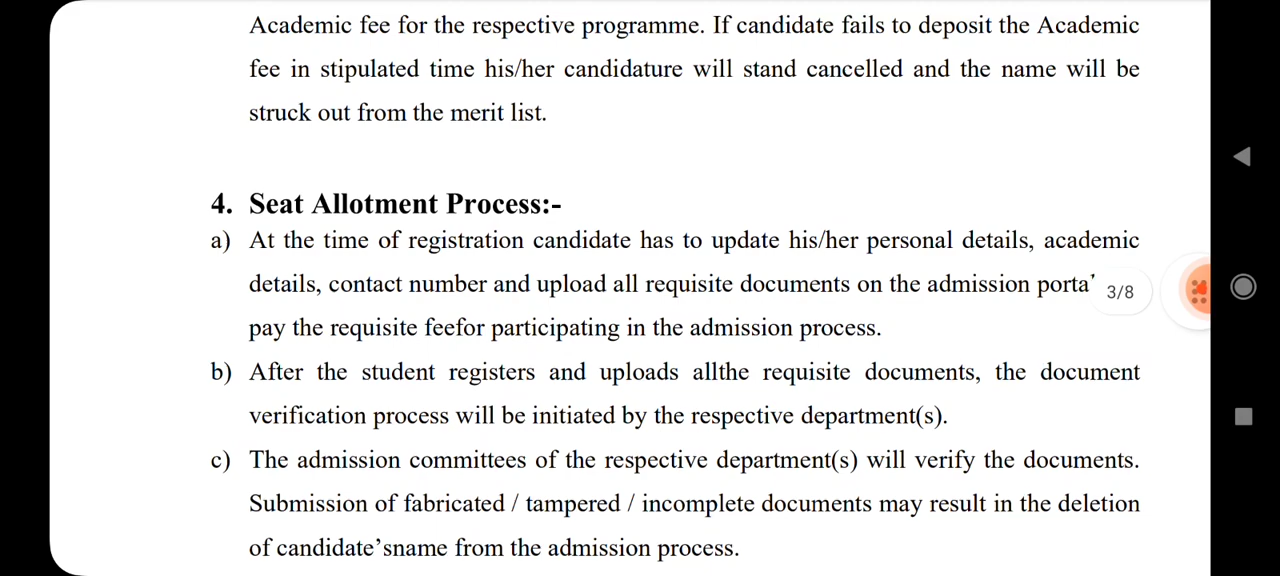 Academic fee for the respective programme. If candidate fails to deposit the Academic
fee in stipulated time his/her candidature will stand cancelled and the name will be
struck out from the merit list.
4. Seat Allotment Process:-
a) At the time of registration candidate has to update his/her personal details, academic
details, contact number and upload all requisite documents on the admission porta
3/8
pay the requisite feefor participating in the admission process.
b) After the student registers and uploads allthe requisite documents, the document
verification process will be initiated by the respective department(s).
c) The admission committees of the respective department(s) will verify the documents.
Submission of fabricated / tampered / incomplete documents may result in the deletion
of candidate’sname from the admission process.